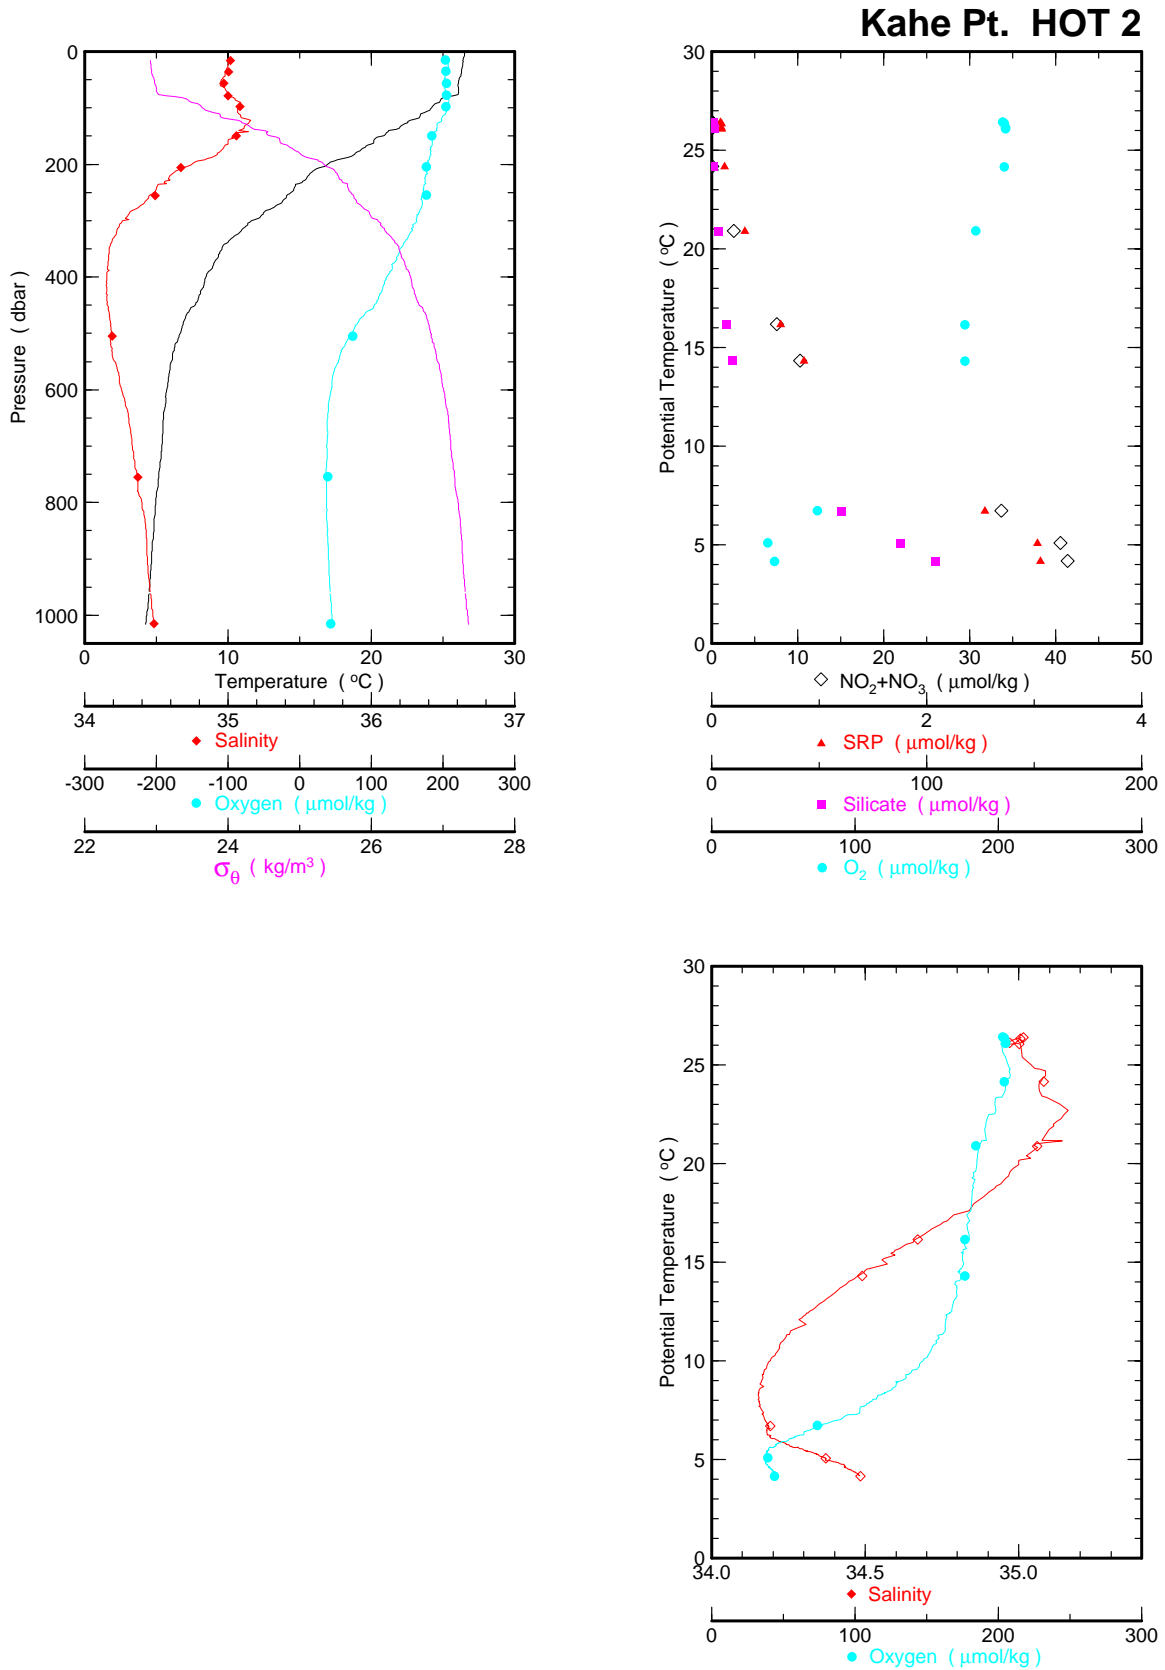 Kahe Pt. HOT 2
0
200
400
600
800
1000
Pressure ( dbar )
0 10 20 30
Temperature ( °C )
34 35 36 37
Salinity
-300 -200 -100 0 100 200 300
Oxygen ( μmol/kg )
22 24 26 28
σθ ( kg/m³ )
30
25
20
15
10
5
0
Potential Temperature ( °C )
0 10 20 30 40 50
NO₂+NO₃ ( μmol/kg )
0 2 4
SRP ( μmol/kg )
0 100 200
Silicate ( μmol/kg )
0 100 200 300
O₂ ( μmol/kg )
30
25
20
15
10
5
0
Potential Temperature ( °C )
34.0 34.5 35.0
Salinity
0 100 200 300
Oxygen ( μmol/kg )